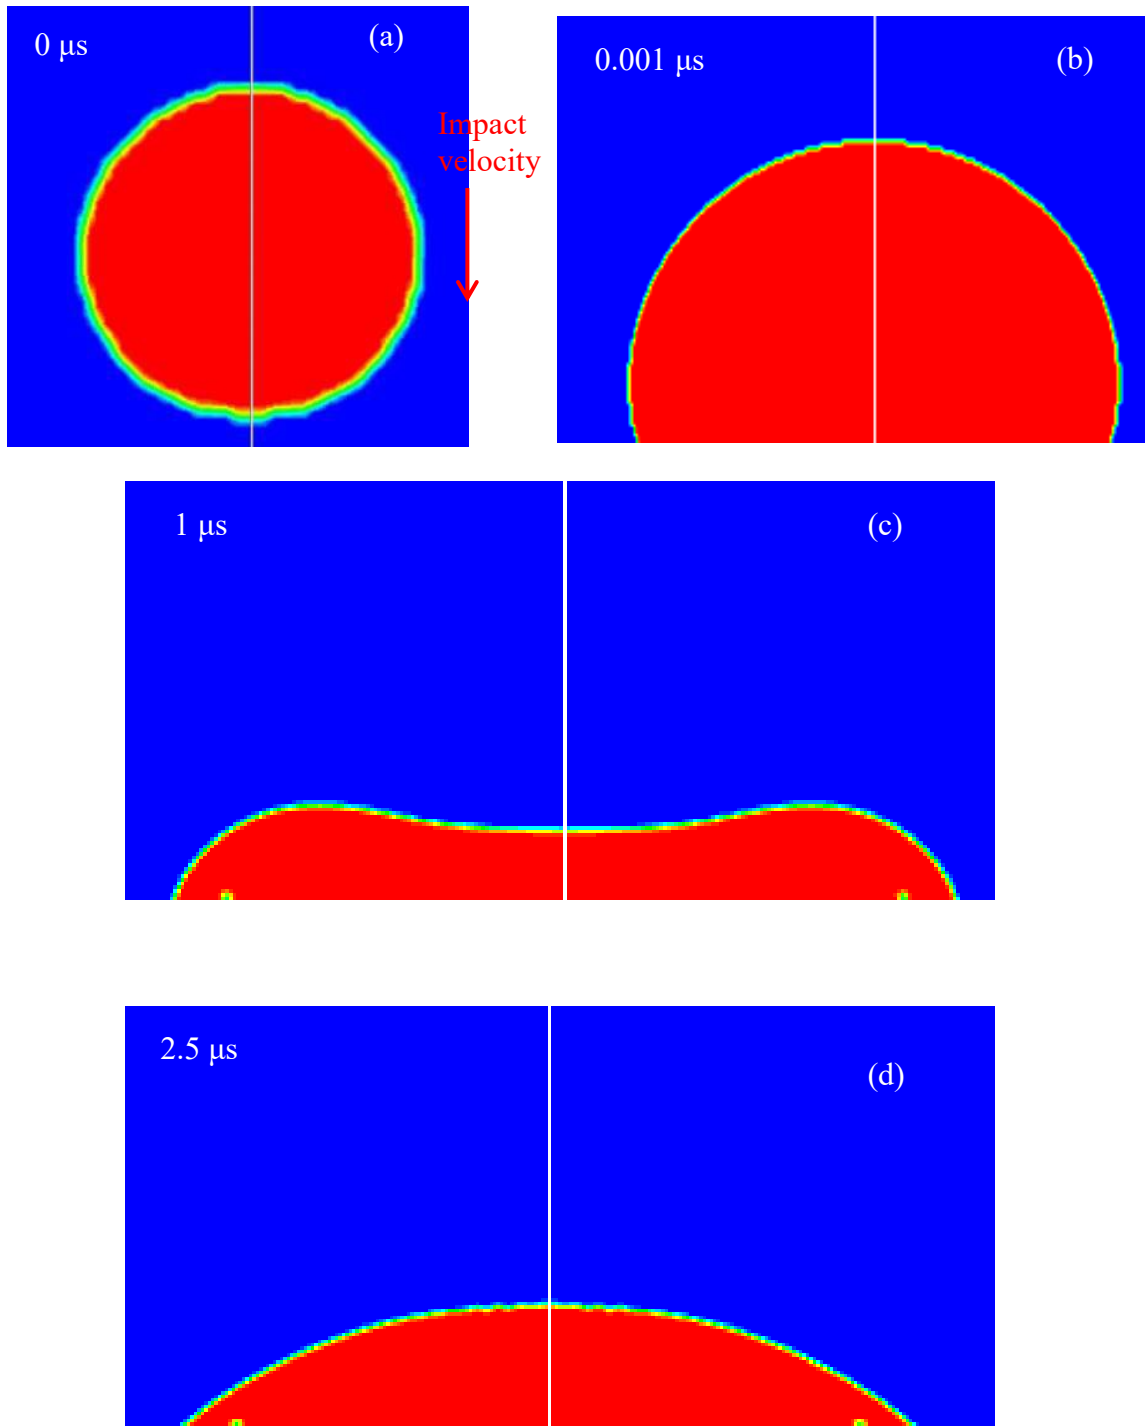 0 μs
(a)
Impact
velocity
0.001 μs
(b)
1 μs
(c)
2.5 μs
(d)